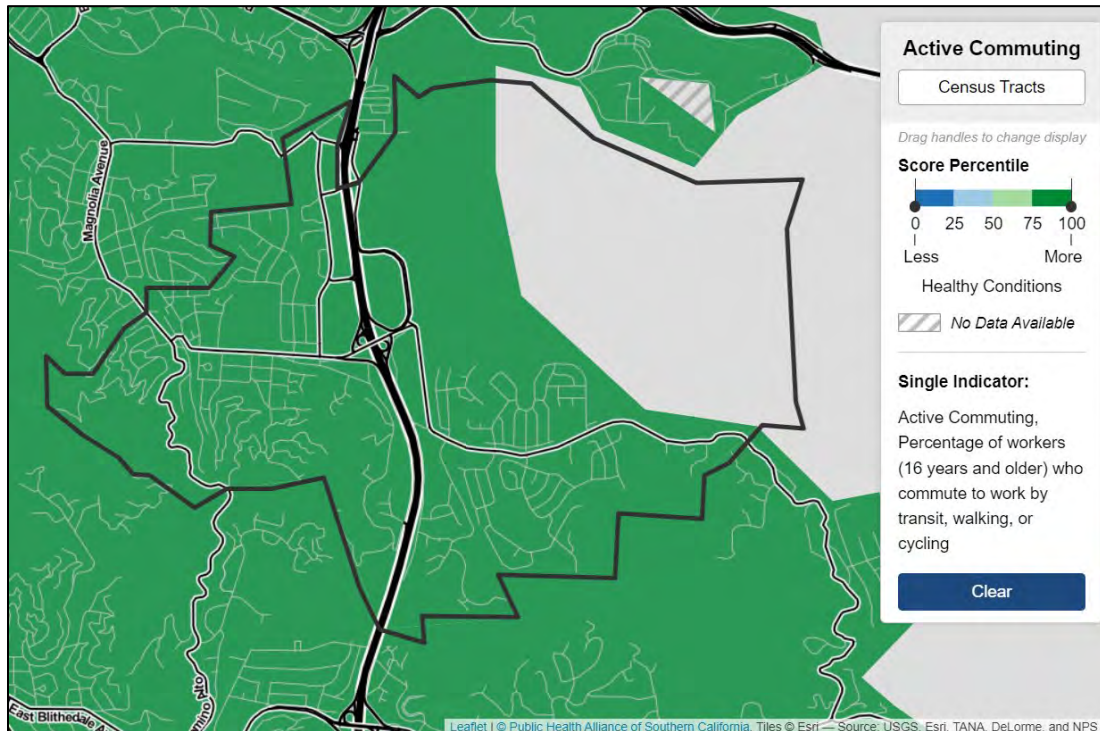 Active Commuting
Census Tracts
Drag handles to change display
Score Percentile
0 25 50 75 100
Less More
Healthy Conditions
No Data Available
Single Indicator:
Active Commuting,
Percentage of workers
(16 years and older) who
commute to work by
transit, walking, or
cycling
Clear
Magnolia Avenue
East Blithedale A
mino Alto
Leaflet | © Public Health Alliance of Southern California, Tiles © Esri — Source: USGS, Esri, TANA, DeLorme, and NPS